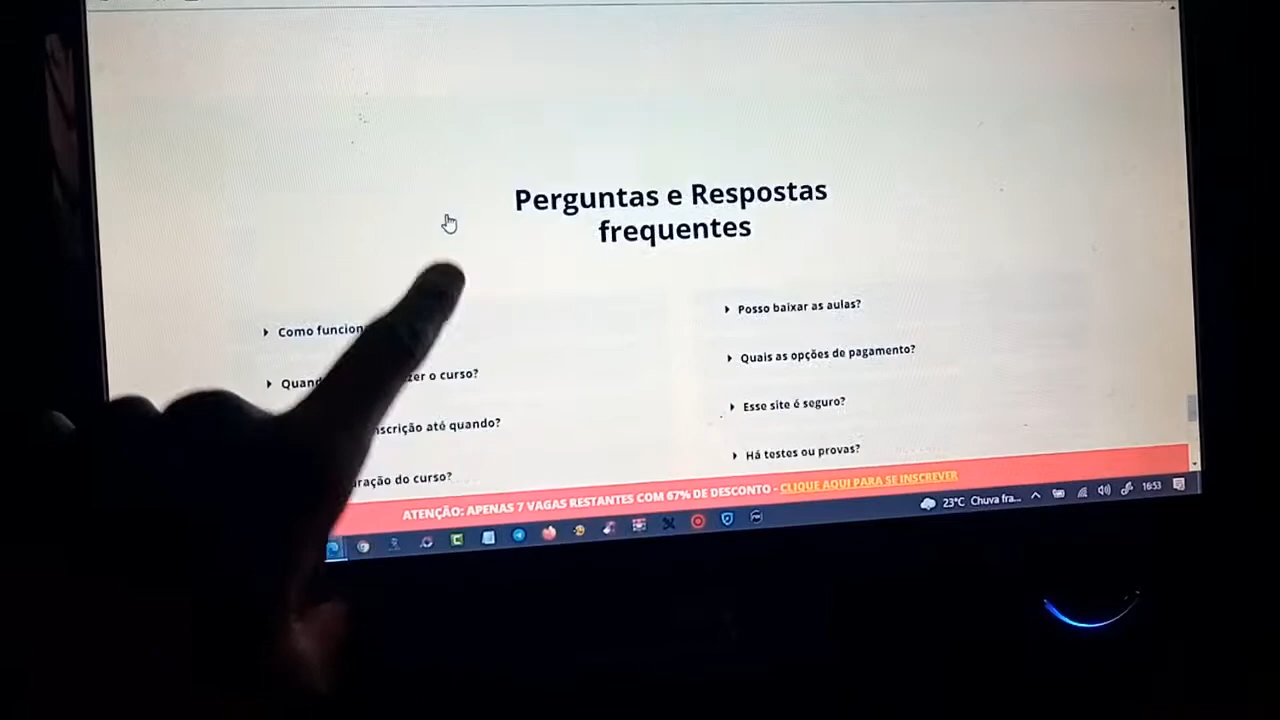 Perguntas e Respostas
frequentes
Como funcion
zer o curso?
scrição até quando?
ração do curso?
Posso baixar as aulas?
Quais as opções de pagamento?
Esse site é seguro?
Há testes ou provas?
ATENÇÃO: APENAS 7 VAGAS RESTANTES COM 67% DE DESCONTO - CLIQUE AQUI PARA SE INSCREVER
23°C Chuva fra... 16:53